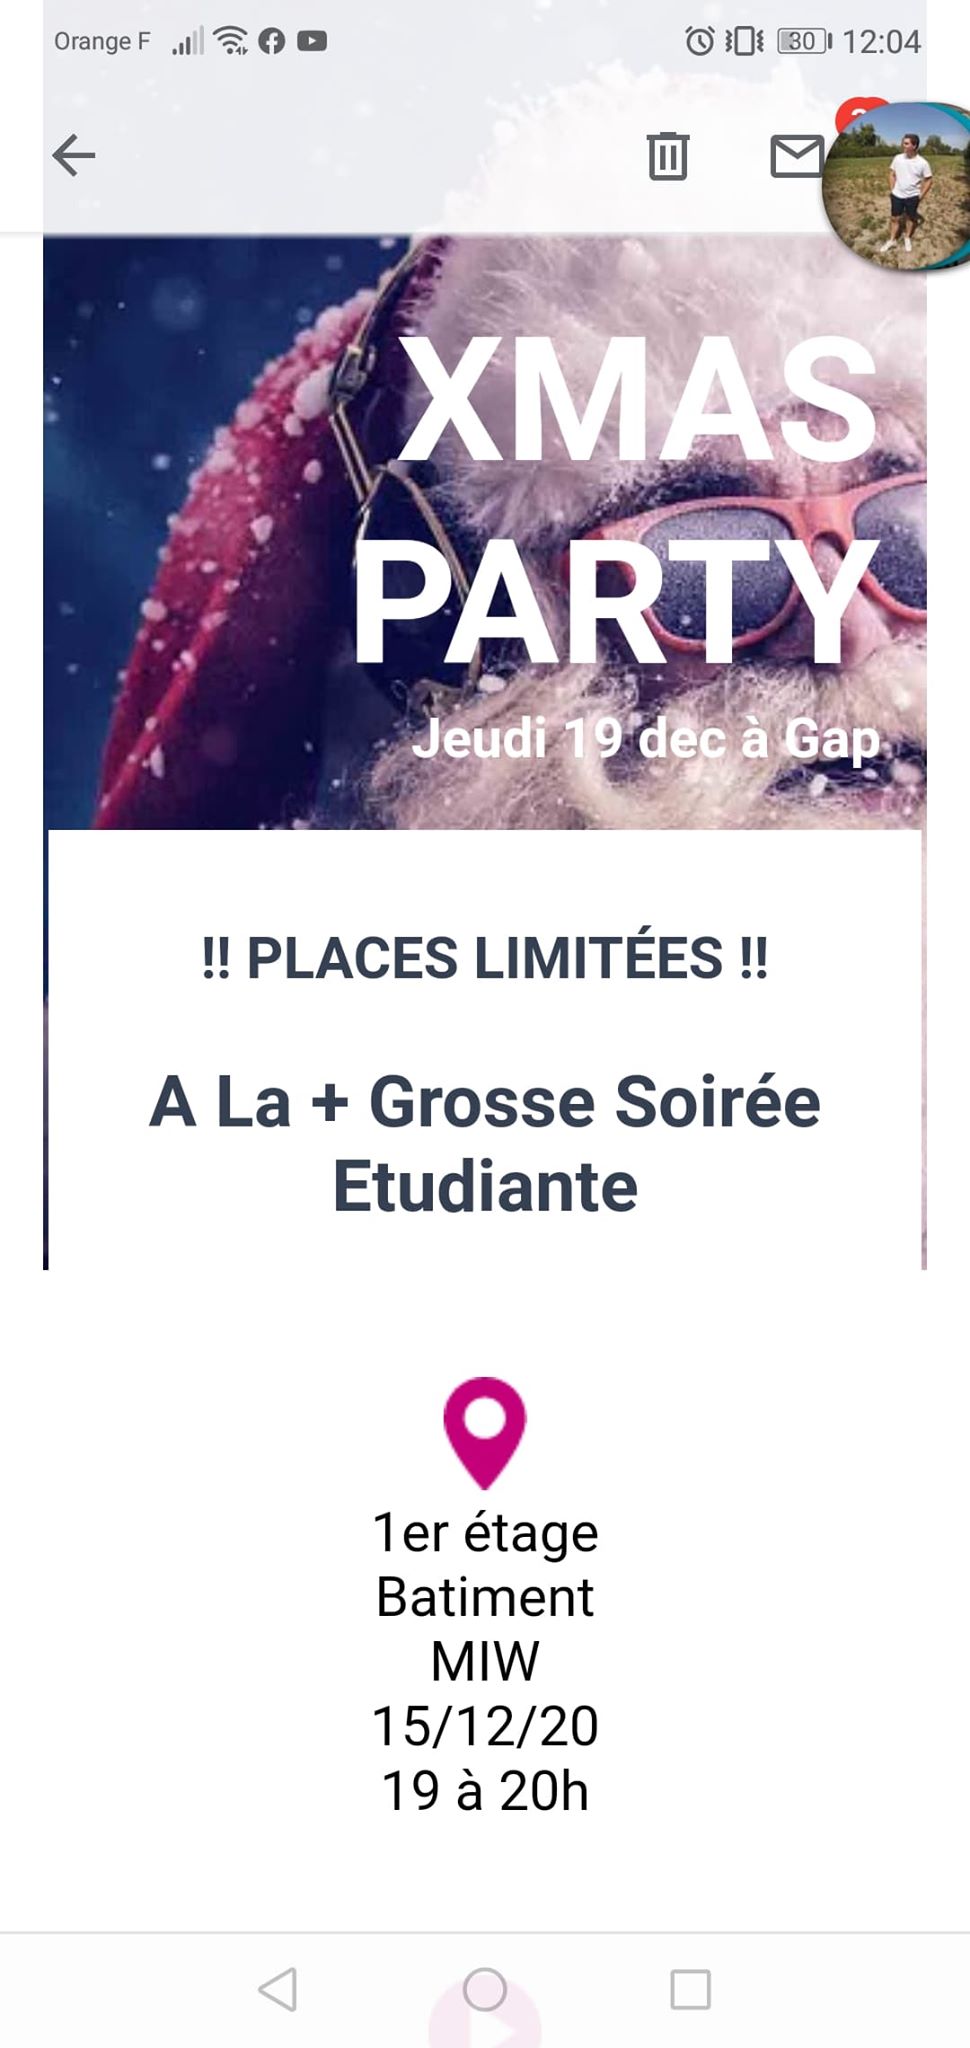 Orange F 30 12:04
XMAS
PARTY
Jeudi 19 dec à Gap
!! PLACES LIMITÉES !!
A La + Grosse Soirée
Etudiante
1er étage
Batiment
MIW
15/12/20
19 à 20h